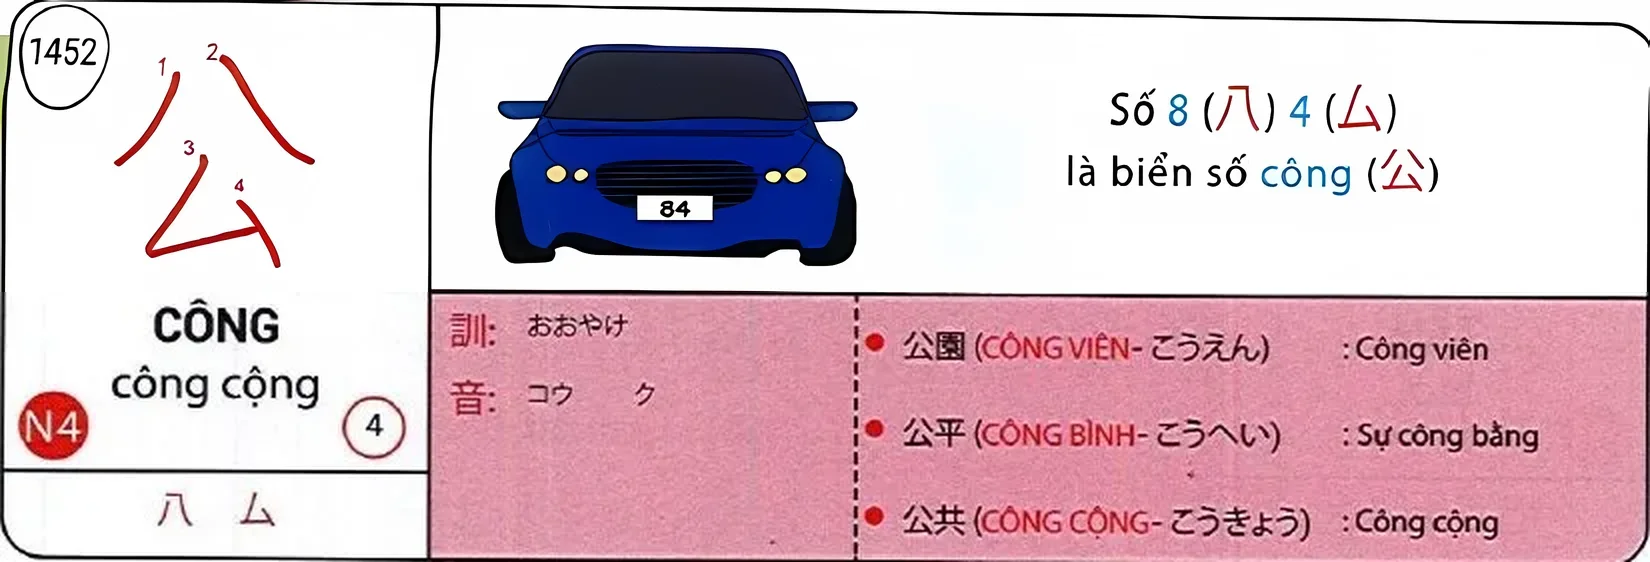 1452
1 2
3
4
公
CÔNG
công cộng
N4
4
八 ム
84
Số 8 (八) 4 (ム)
là biển số công (公)
訓: おおやけ
音: コウ ク
公園 (CÔNG VIÊN- こうえん) : Công viên
公平 (CÔNG BÌNH- こうへい) : Sự công bằng
公共 (CÔNG CỘNG- こうきょう) : Công cộng